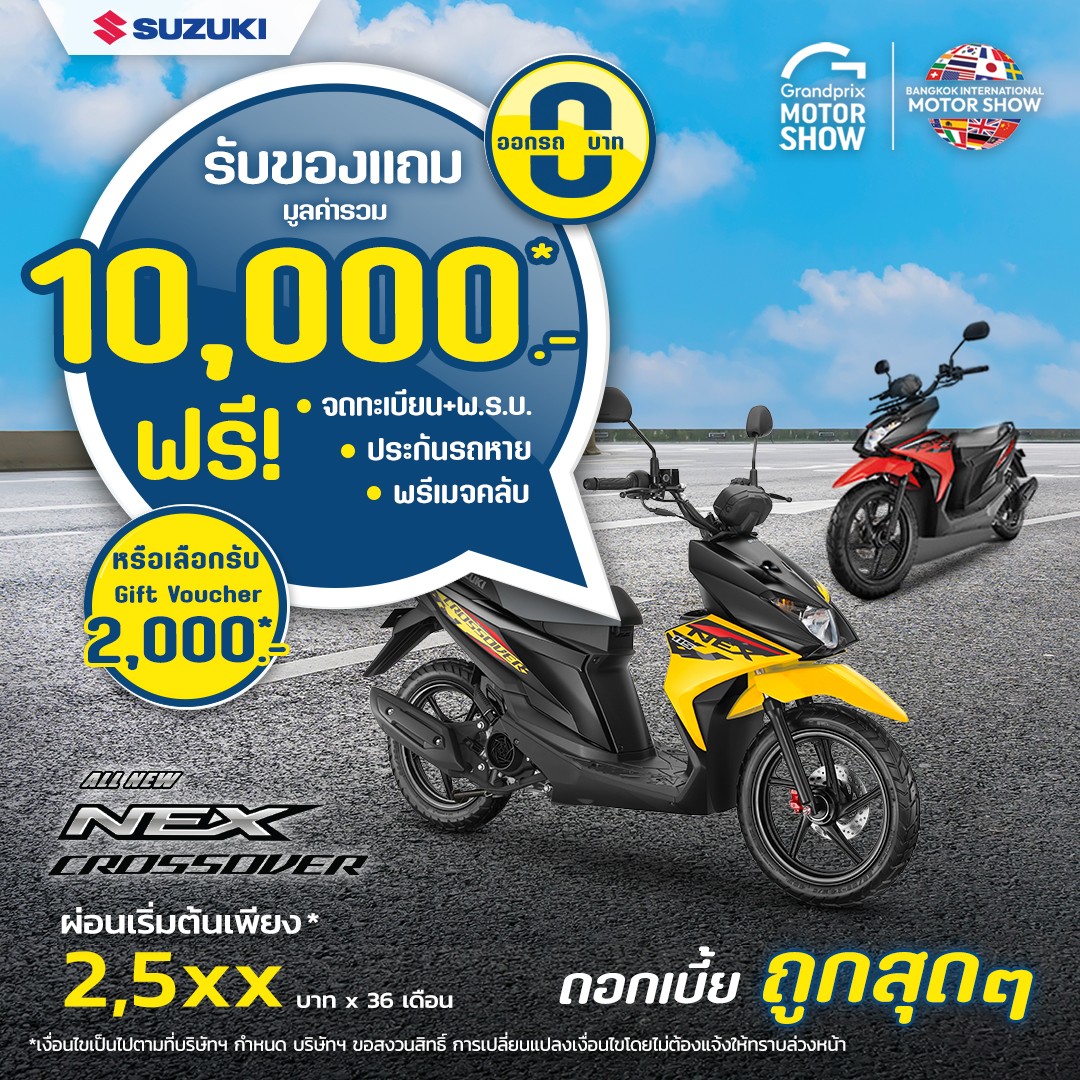 SUZUKI
Grandprix
MOTOR
SHOW
BANGKOK INTERNATIONAL
MOTOR SHOW
ออกรถ 0 บาท
รับของแถม
มูลค่ารวม
10,000.-*
ฟรี!
• จดทะเบียน+พ.ร.บ.
• ประกันรถหาย
• พรีเมจคลับ
หรือเลือกรับ
Gift Voucher
2,000.-*
SUZUKI
CROSSOVER
NEX
115
ALL NEW
NEX
CROSSOVER
ผ่อนเริ่มต้นเพียง*
2,5xx บาท x 36 เดือน
ดอกเบี้ย ถูกสุดๆ
*เงื่อนไขเป็นไปตามที่บริษัทฯ กำหนด บริษัทฯ ขอสงวนสิทธิ์ การเปลี่ยนแปลงเงื่อนไขโดยไม่ต้องแจ้งให้ทราบล่วงหน้า